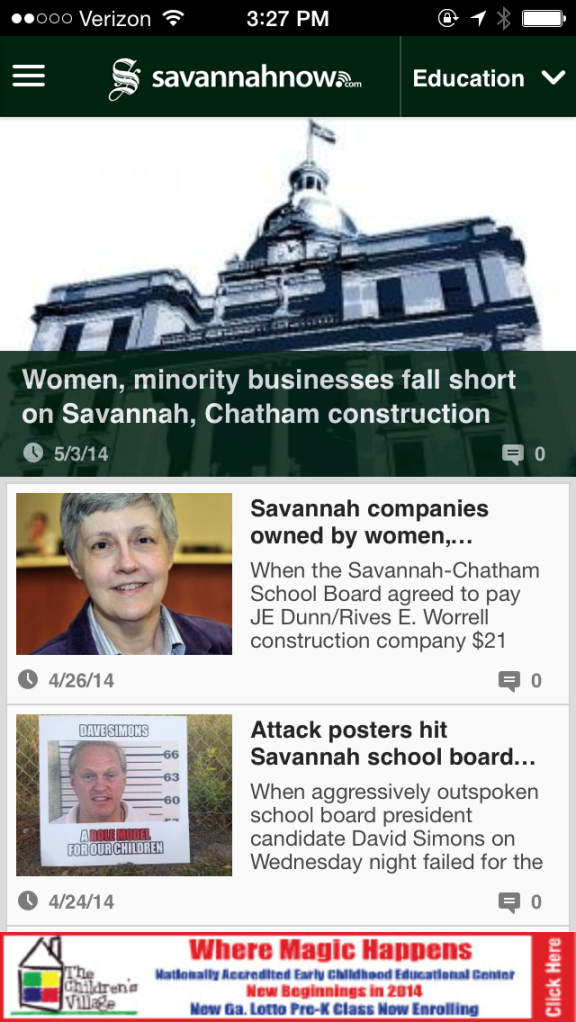 Verizon 3:27 PM
savannahnow.com Education
Women, minority businesses fall short
on Savannah, Chatham construction
5/3/14 0
Savannah companies
owned by women,...
When the Savannah-Chatham
School Board agreed to pay
JE Dunn/Rives E. Worrell
construction company $21
4/26/14 0
DAVE SIMONS
66
63
60
A ROLE MODEL
FOR OUR CHILDREN
Attack posters hit
Savannah school board...
When aggressively outspoken
school board president
candidate David Simons on
Wednesday night failed for the
4/24/14 0
The
Children's
Village
Where Magic Happens
Nationally Accredited Early Childhood Educational Center
New Beginnings in 2014
New Ga. Lotto Pre-K Class Now Enrolling
Click Here